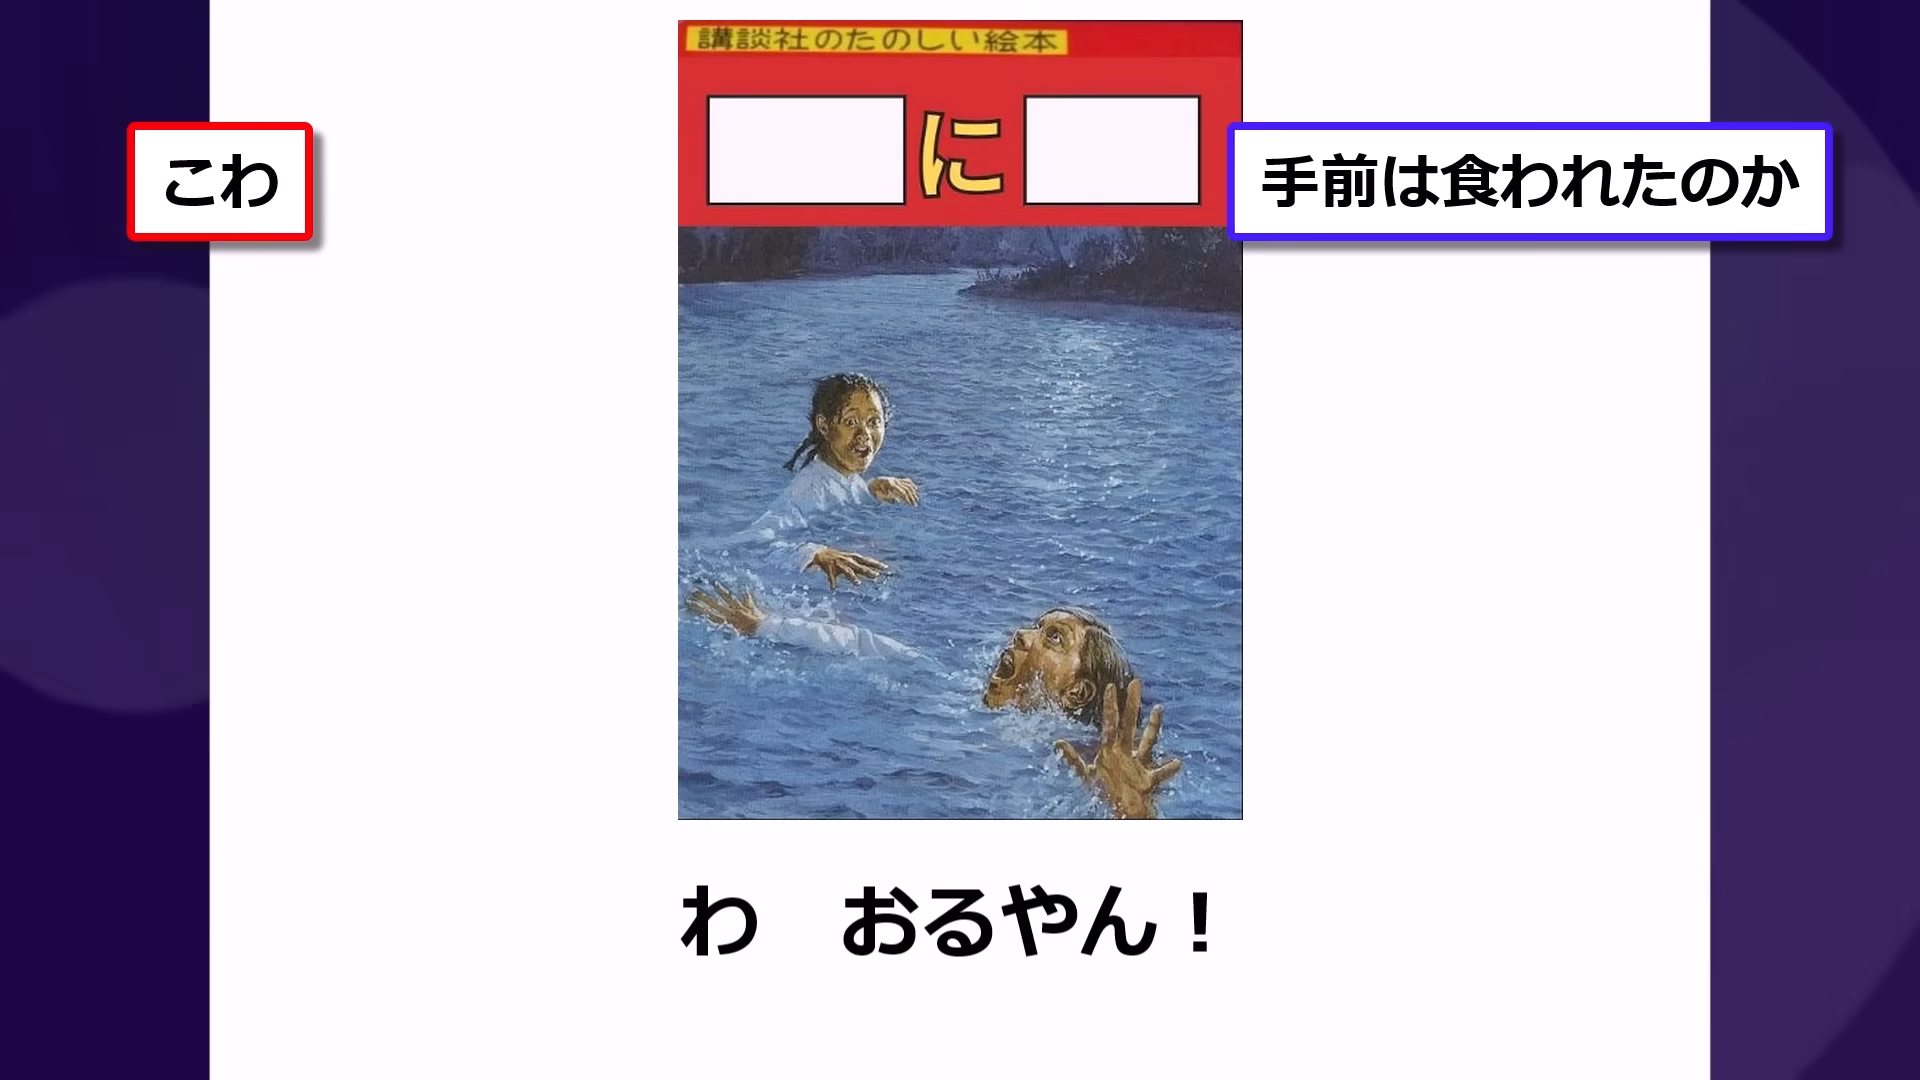 講談社のたのしい絵本
に
こわ
手前は食われたのか
わ　おるやん！